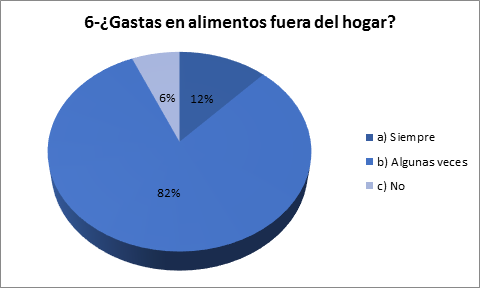 6-¿Gastas en alimentos fuera del hogar?
6%
12%
82%
a) Siempre
b) Algunas veces
c) No